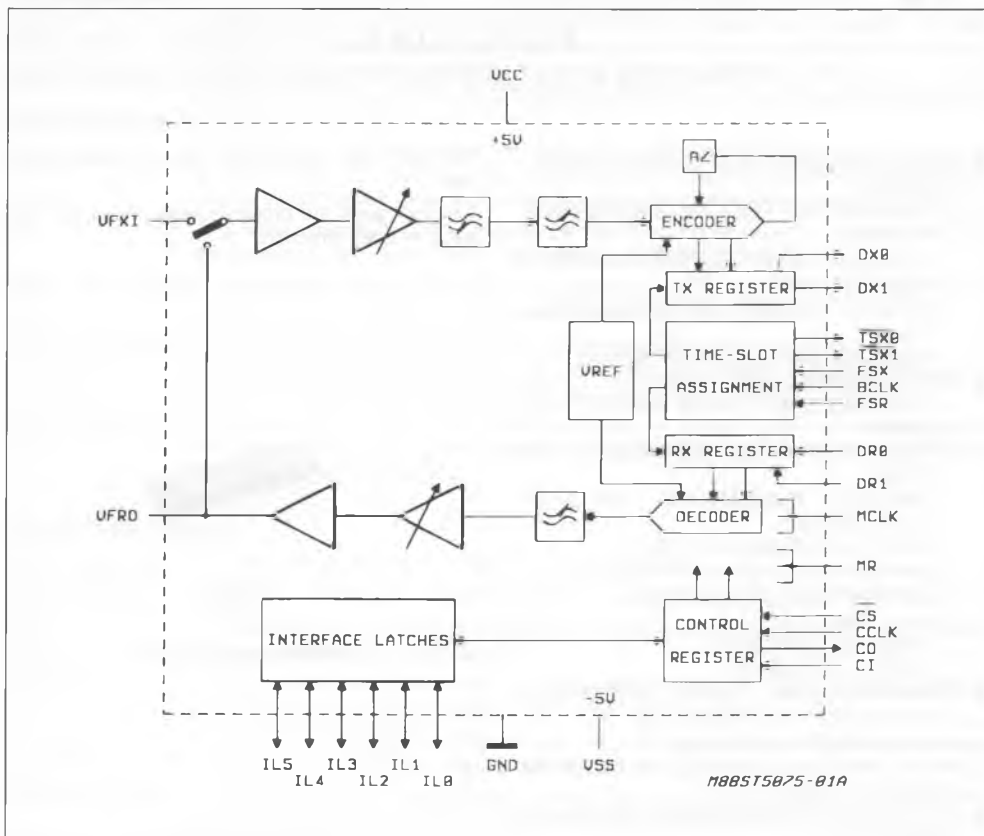 VCC
+5V
AZ
VFXI
ENCODER
DX0
TX REGISTER
DX1
TIME-SLOT
ASSIGNMENT
VREF
TSX0
TSX1
FSX
BCLK
FSR
RX REGISTER
DR0
DR1
VFRO
DECODER
MCLK
MR
INTERFACE LATCHES
CONTROL
REGISTER
CS
CCLK
CO
CI
-5V
IL5
IL4
IL3
IL2
IL1
IL0
GND
VSS
M88ST5075-01A